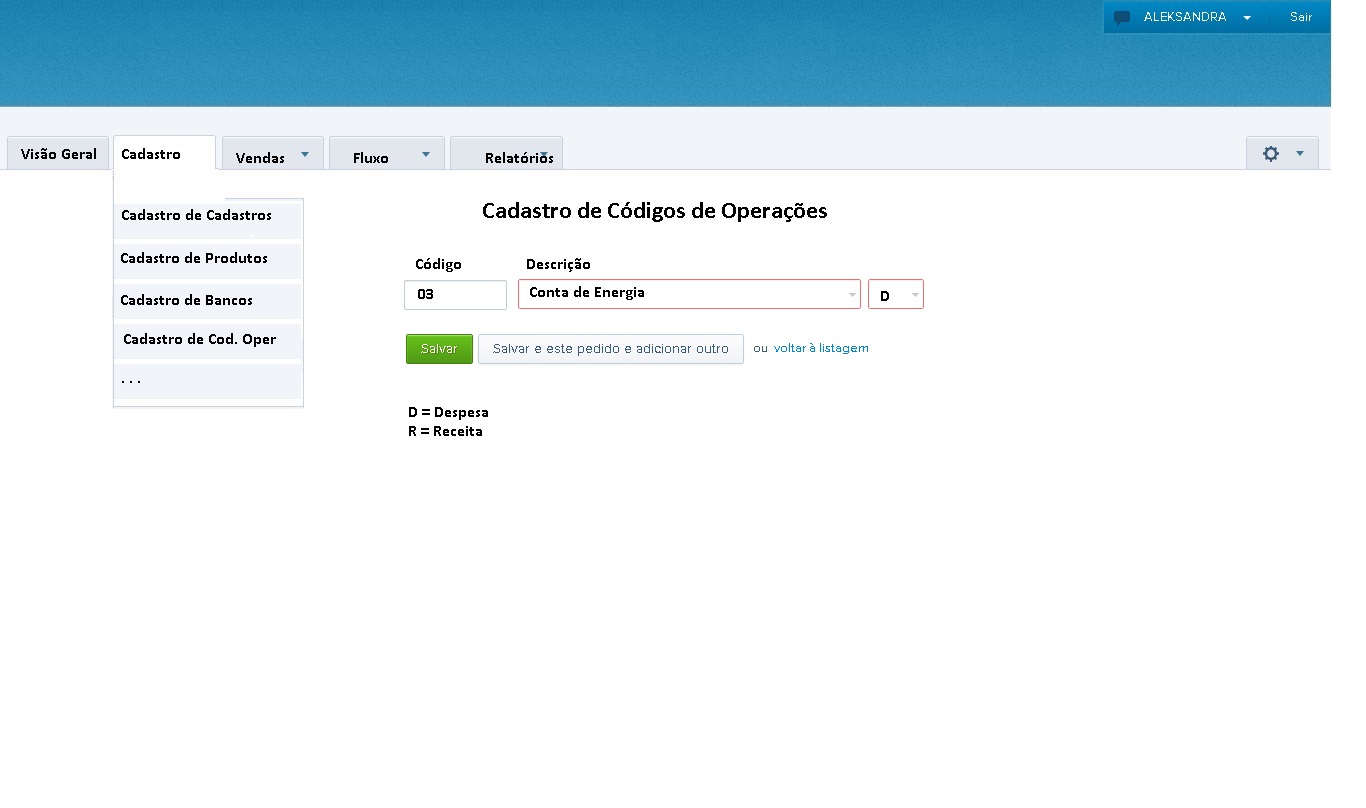 ALEKSANDRA Sair
Visão Geral Cadastro Vendas Fluxo Relatórios
Cadastro de Cadastros
Cadastro de Produtos
Cadastro de Bancos
Cadastro de Cod. Oper
. . .
Cadastro de Códigos de Operações
Código Descrição
03 Conta de Energia D
Salvar Salvar e este pedido e adicionar outro ou voltar à listagem
D = Despesa
R = Receita